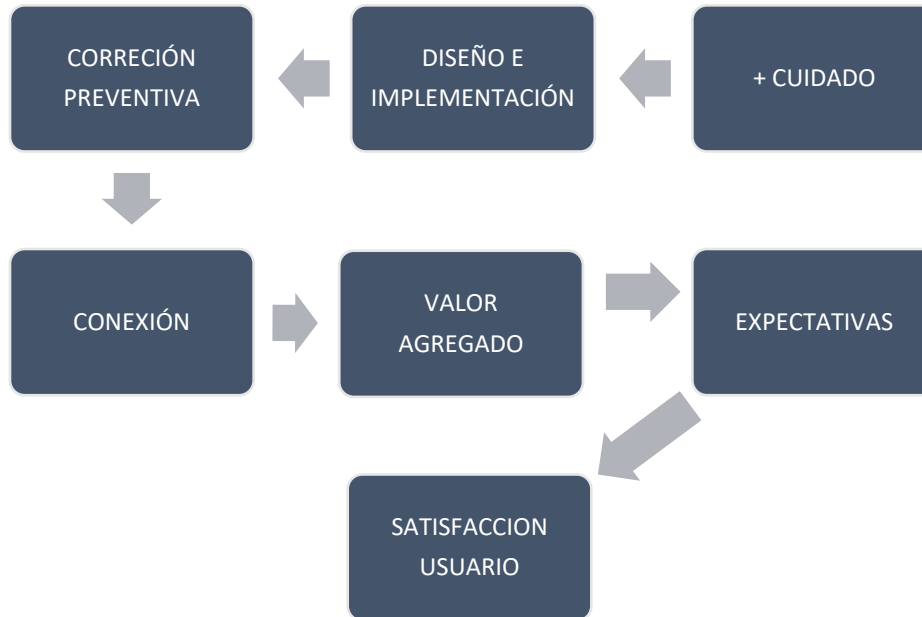 CORRECIÓN
PREVENTIVA
DISEÑO E
IMPLEMENTACIÓN
+ CUIDADO
CONEXIÓN
VALOR
AGREGADO
EXPECTATIVAS
SATISFACCION
USUARIO